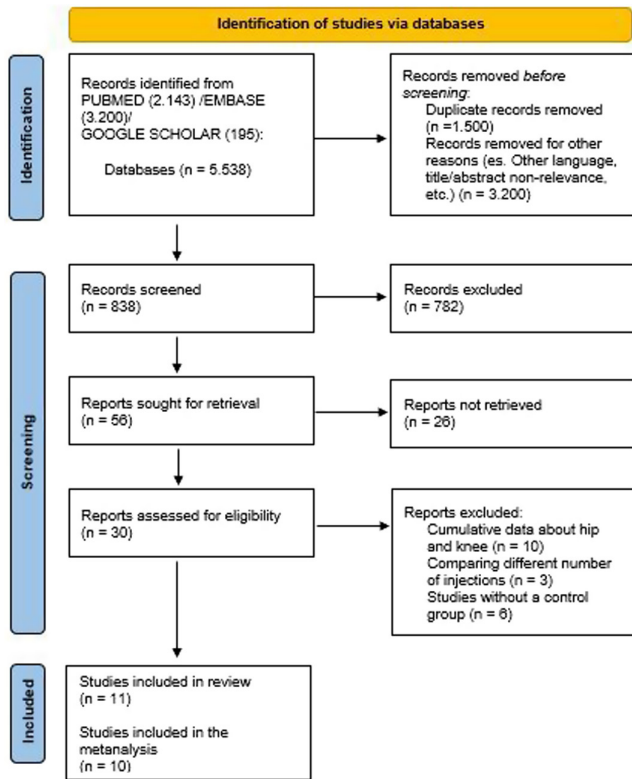 Identification of studies via databases
Identification
Records identified from
PUBMED (2.143) /EMBASE
(3.200)/
GOOGLE SCHOLAR (195):
Databases (n = 5.538)
Records removed before
screening:
Duplicate records removed
(n =1.500)
Records removed for other
reasons (es. Other language,
title/abstract non-relevance,
etc.) (n = 3.200)
Screening
Records screened
(n = 838)
Records excluded
(n = 782)
Reports sought for retrieval
(n = 56)
Reports not retrieved
(n = 26)
Reports assessed for eligibility
(n = 30)
Reports excluded:
Cumulative data about hip
and knee (n = 10)
Comparing different number
of injections (n = 3)
Studies without a control
group (n = 6)
Included
Studies included in review
(n = 11)
Studies included in the
metanalysis
(n = 10)